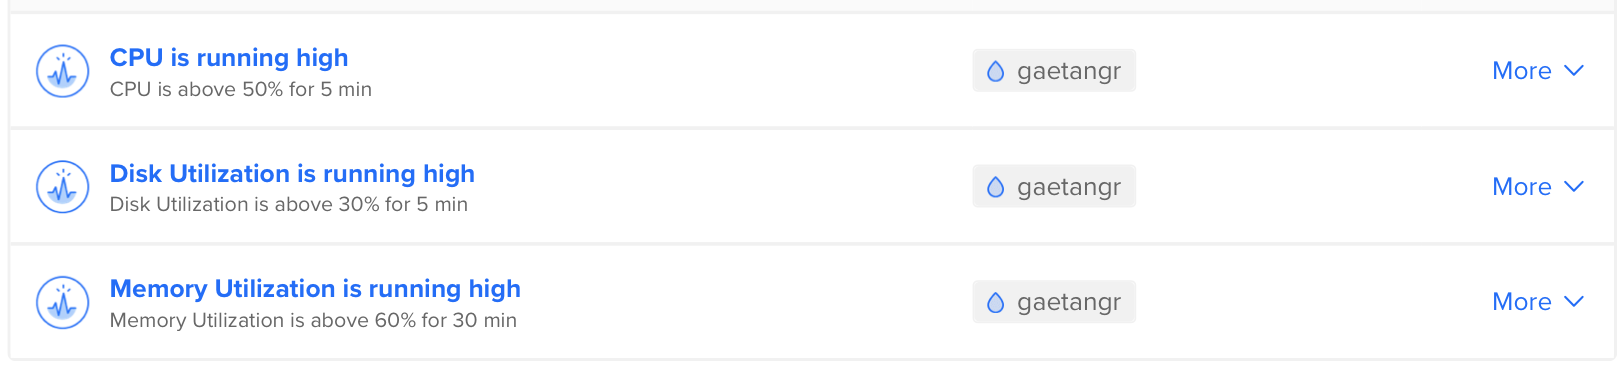 CPU is running high
CPU is above 50% for 5 min
gaetangr
More
Disk Utilization is running high
Disk Utilization is above 30% for 5 min
gaetangr
More
Memory Utilization is running high
Memory Utilization is above 60% for 30 min
gaetangr
More